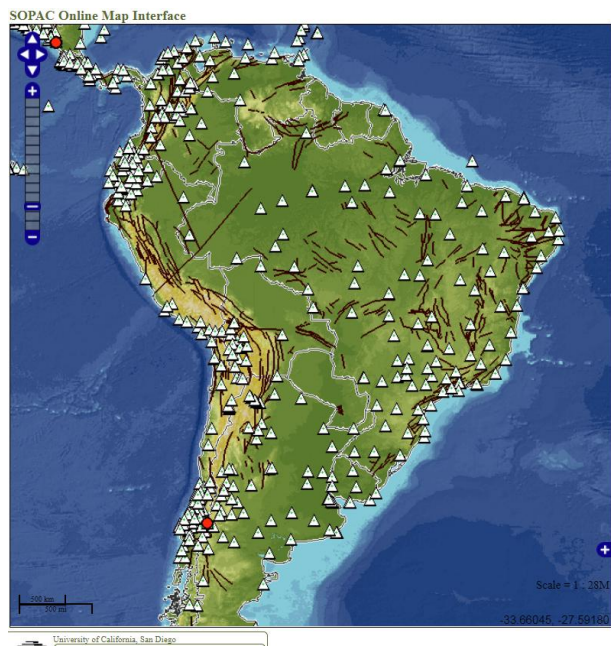 SOPAC Online Map Interface
Scale = 1 : 28M
500 km
500 mi
-33.66045, -27.59180
University of California, San Diego